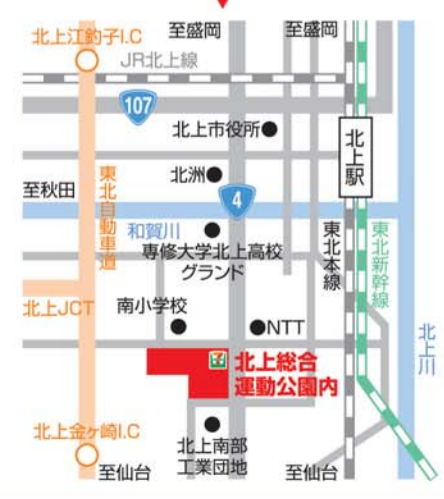 至盛岡
至盛岡
北上江釣子I.C
JR北上線
107
北上市役所
北上駅
北洲
至秋田
4
東北自動車道
和賀川
専修大学北上高校
グランド
東北本線
東北新幹線
北上JCT
南小学校
NTT
北上川
7
北上総合
運動公園内
北上金ヶ崎I.C
北上南部
工業団地
至仙台
至仙台